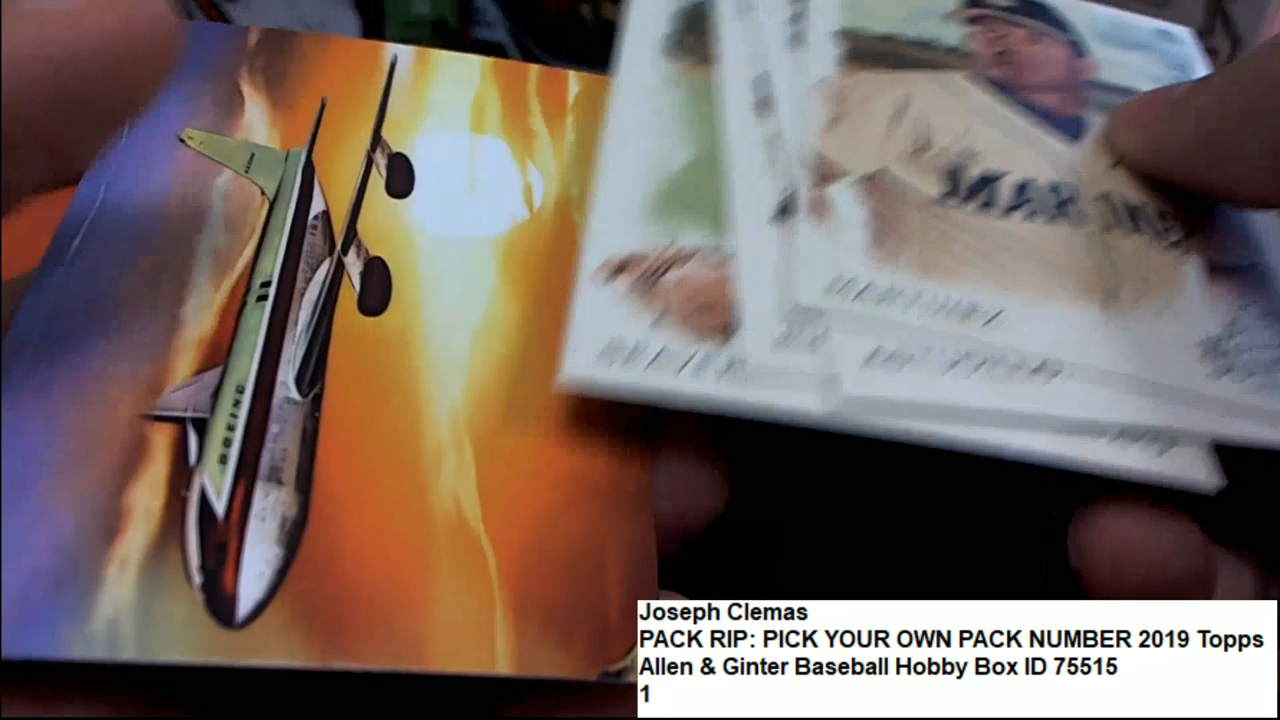 BOEING
MARINERS
Joseph Clemas
PACK RIP: PICK YOUR OWN PACK NUMBER 2019 Topps
Allen & Ginter Baseball Hobby Box ID 75515
1